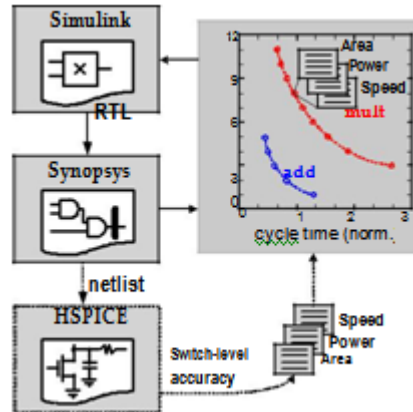 Simulink
RTL
Synopsys
netlist
HSPICE
Switch-level
accuracy
Speed
Power
Area
12
9
6
3
0
0
1
2
3
cycle time (norm.
Area
Power
Speed
mult
add